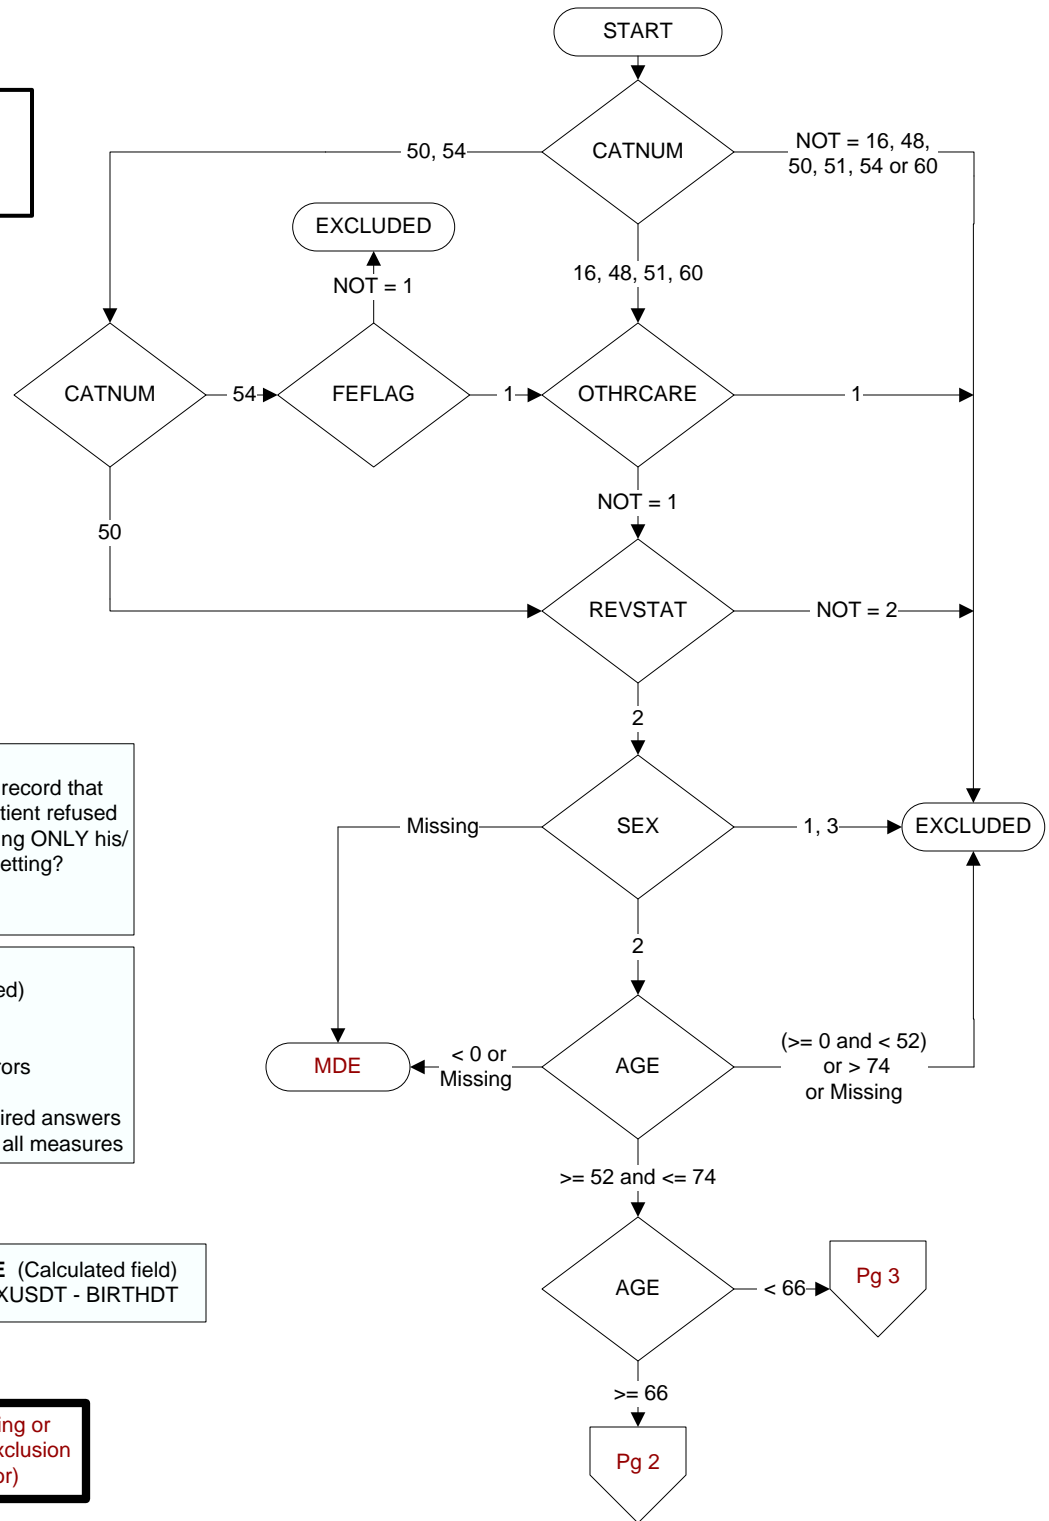 START
CATNUM
50, 54
NOT = 16, 48,
50, 51, 54 or 60
EXCLUDED
NOT = 1
16, 48, 51, 60
CATNUM
54
FEFLAG
1
OTHRCARE
1
NOT = 1
50
REVSTAT
NOT = 2
2
record that
tient refused
ng ONLY his/
etting?
Missing
SEX
1, 3
EXCLUDED
2
ed)
rors
ired answers
all measures
MDE
< 0 or
Missing
AGE
(>= 0 and < 52)
or > 74
or Missing
>= 52 and <= 74
E (Calculated field)
XUSDT - BIRTHDT
AGE
< 66
Pg 3
>= 66
ing or
xclusion
or)
Pg 2